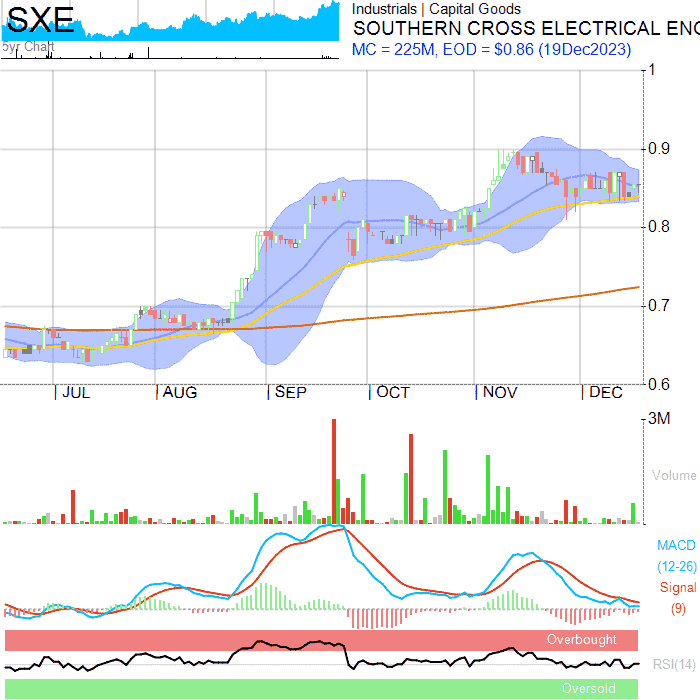 SXE
5yr Chart
Industrials | Capital Goods
SOUTHERN CROSS ELECTRICAL ENG
MC = 225M, EOD = $0.86 (19Dec2023)
1
0.9
0.8
0.7
0.6
JUL AUG SEP OCT NOV DEC
3M
Volume
MACD
(12-26)
Signal
(9)
Overbought
RSI(14)
Oversold